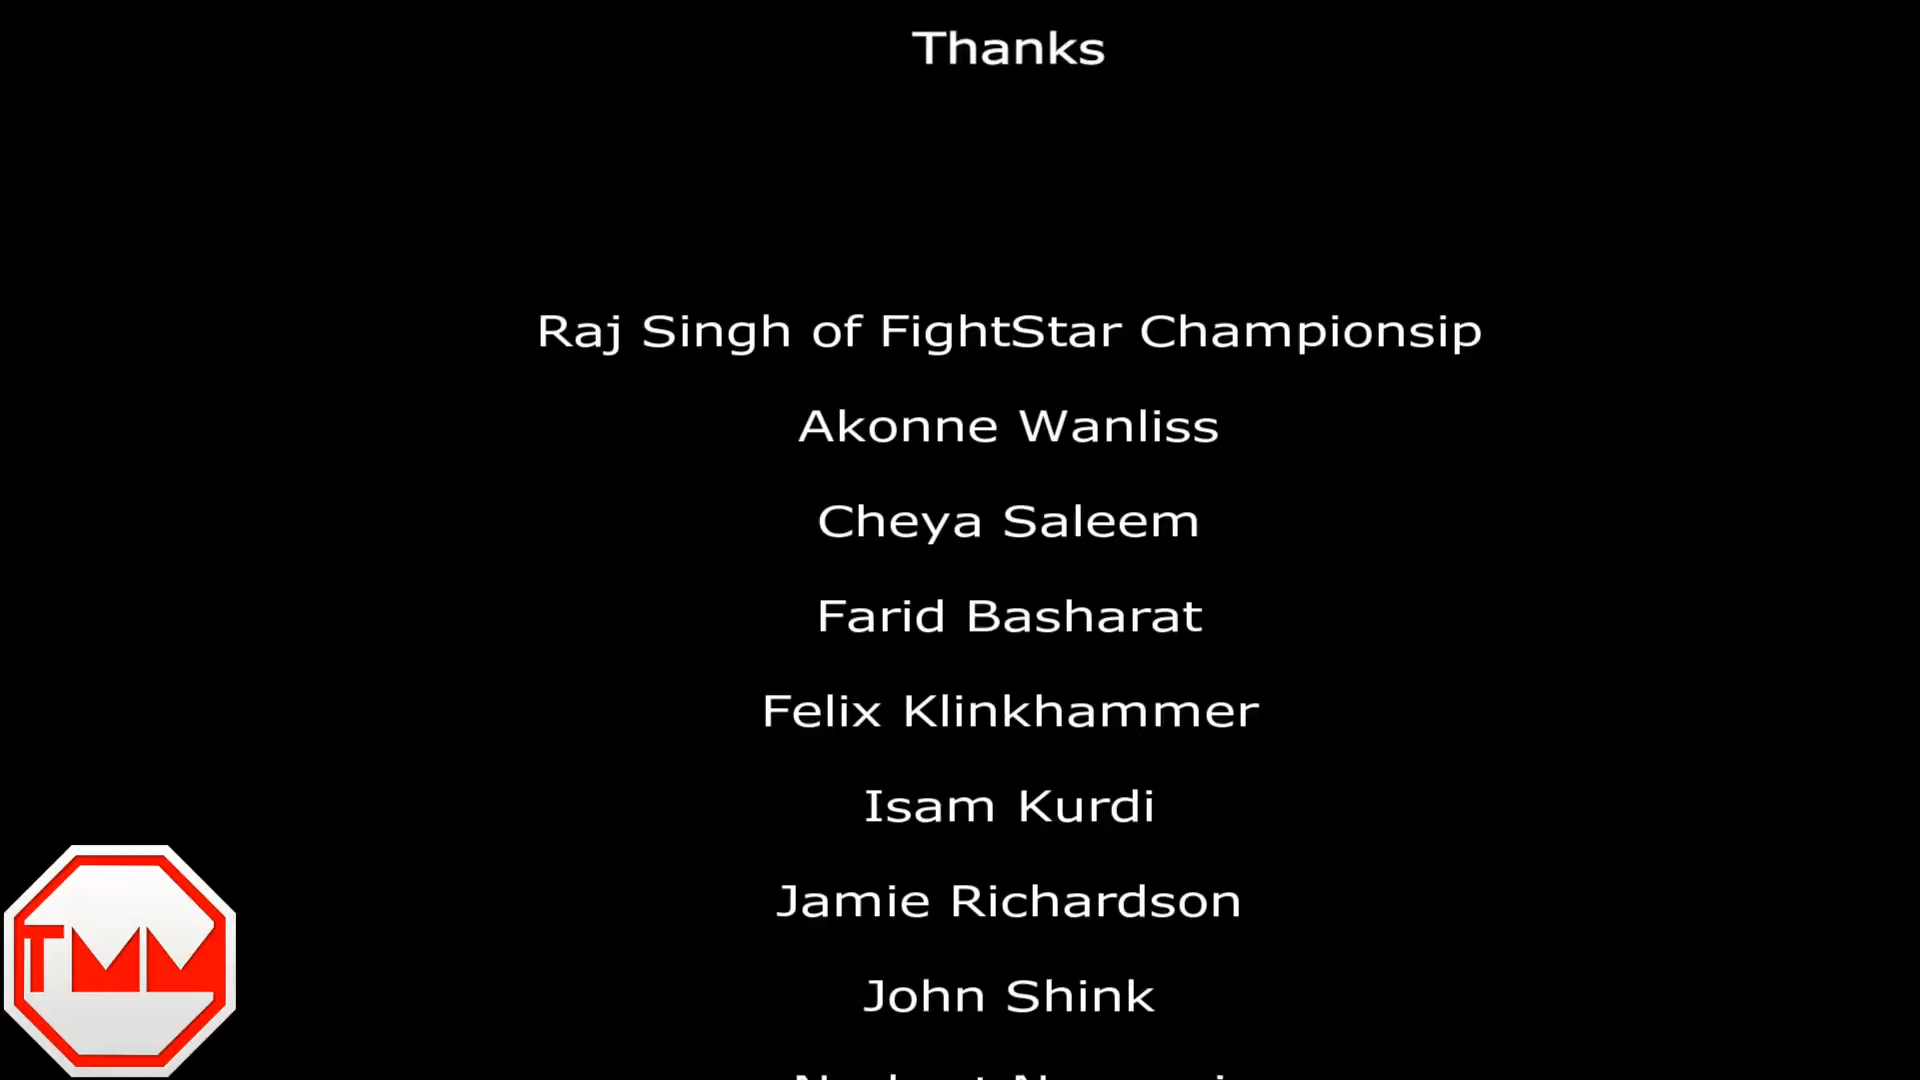 Thanks
Raj Singh of FightStar Championsip
Akonne Wanliss
Cheya Saleem
Farid Basharat
Felix Klinkhammer
Isam Kurdi
Jamie Richardson
John Shink
TMM